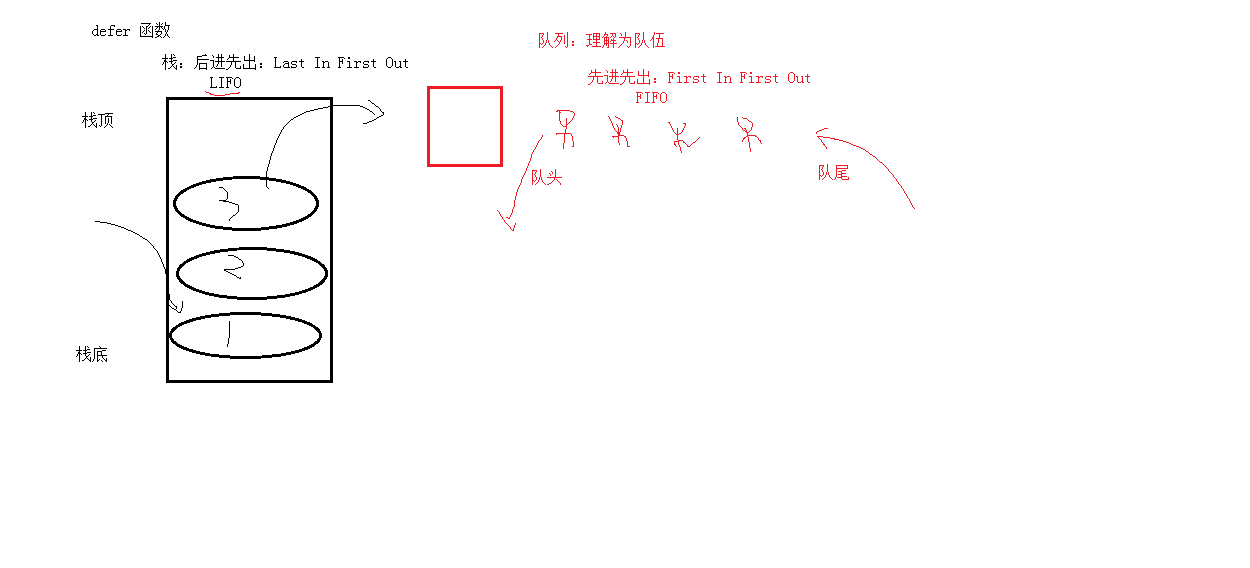 defer 函数
栈：后进先出：Last In First Out
LIFO
栈顶
3
2
1
栈底
队列：理解为队伍
先进先出：First In First Out
FIFO
队头
队尾